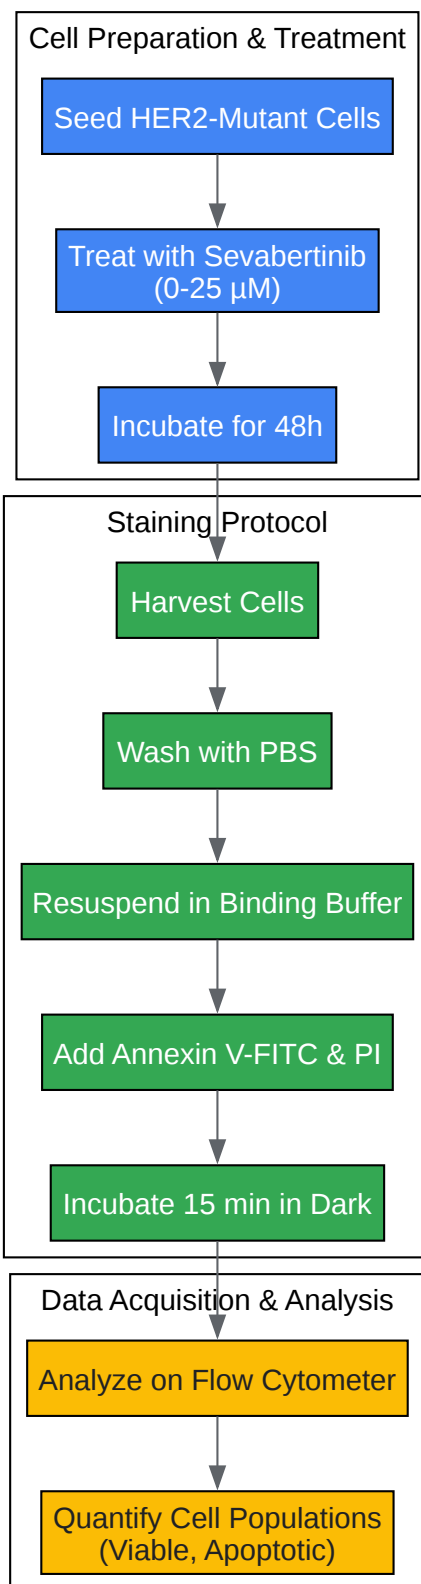 Cell Preparation & Treatment
Seed HER2-Mutant Cells
Treat with Sevabertinib
(0-25 µM)
Incubate for 48h
Staining Protocol
Harvest Cells
Wash with PBS
Resuspend in Binding Buffer
Add Annexin V-FITC & PI
Incubate 15 min in Dark
Data Acquisition & Analysis
Analyze on Flow Cytometer
Quantify Cell Populations
(Viable, Apoptotic)